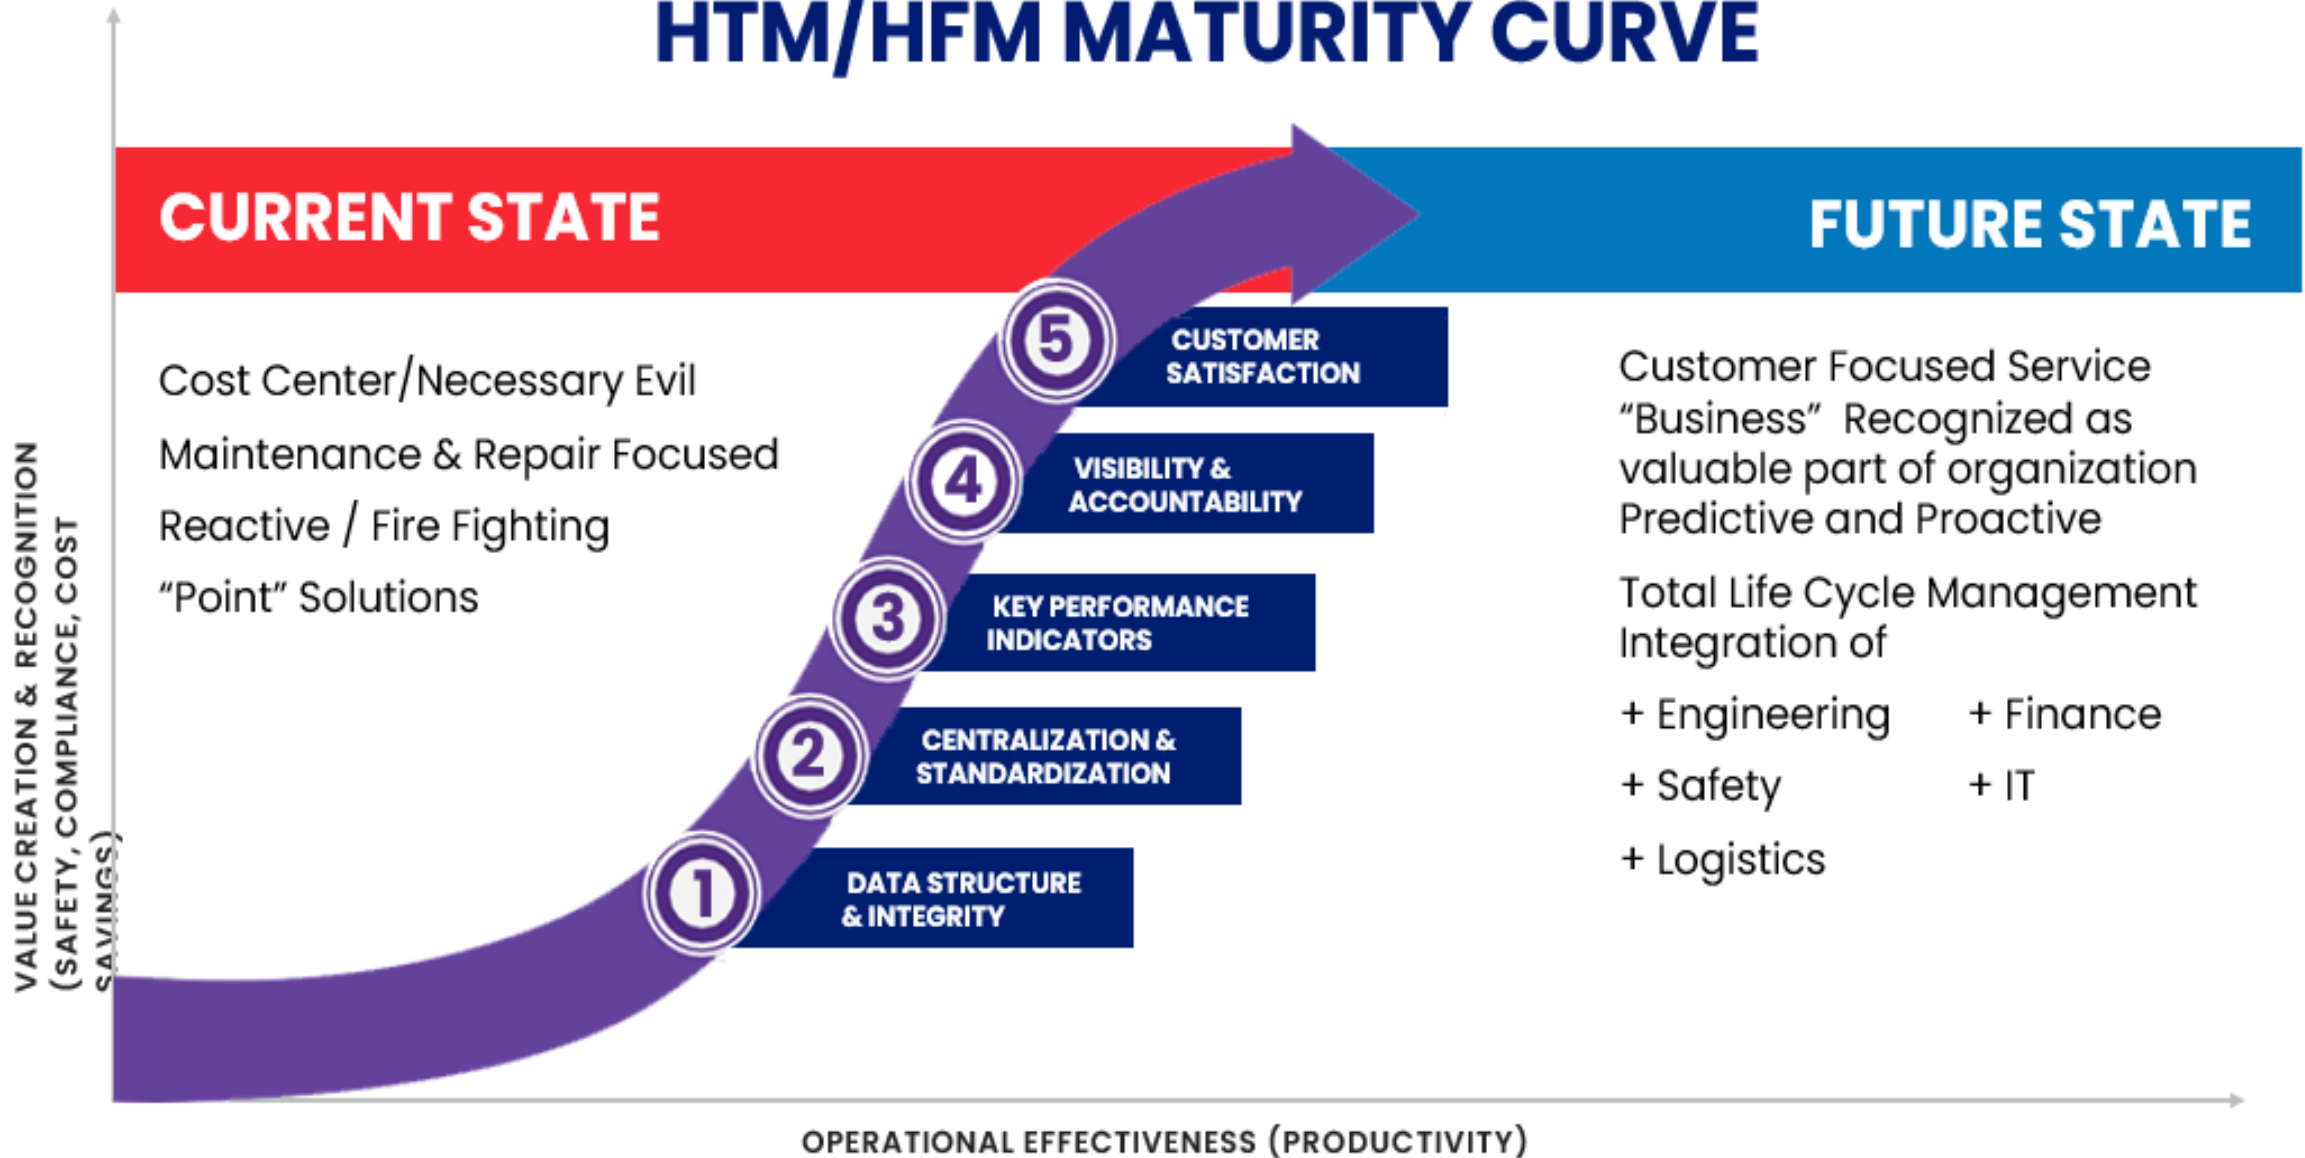 HTM/HFM MATURITY CURVE
CURRENT STATE
FUTURE STATE
Cost Center/Necessary Evil
Maintenance & Repair Focused
Reactive / Fire Fighting
“Point” Solutions
5
CUSTOMER
SATISFACTION
4
VISIBILITY &
ACCOUNTABILITY
3
KEY PERFORMANCE
INDICATORS
2
CENTRALIZATION &
STANDARDIZATION
1
DATA STRUCTURE
& INTEGRITY
Customer Focused Service
“Business” Recognized as
valuable part of organization
Predictive and Proactive
Total Life Cycle Management
Integration of
+ Engineering + Finance
+ Safety + IT
+ Logistics
VALUE CREATION & RECOGNITION
(SAFETY, COMPLIANCE, COST
SAVINGS)
OPERATIONAL EFFECTIVENESS (PRODUCTIVITY)